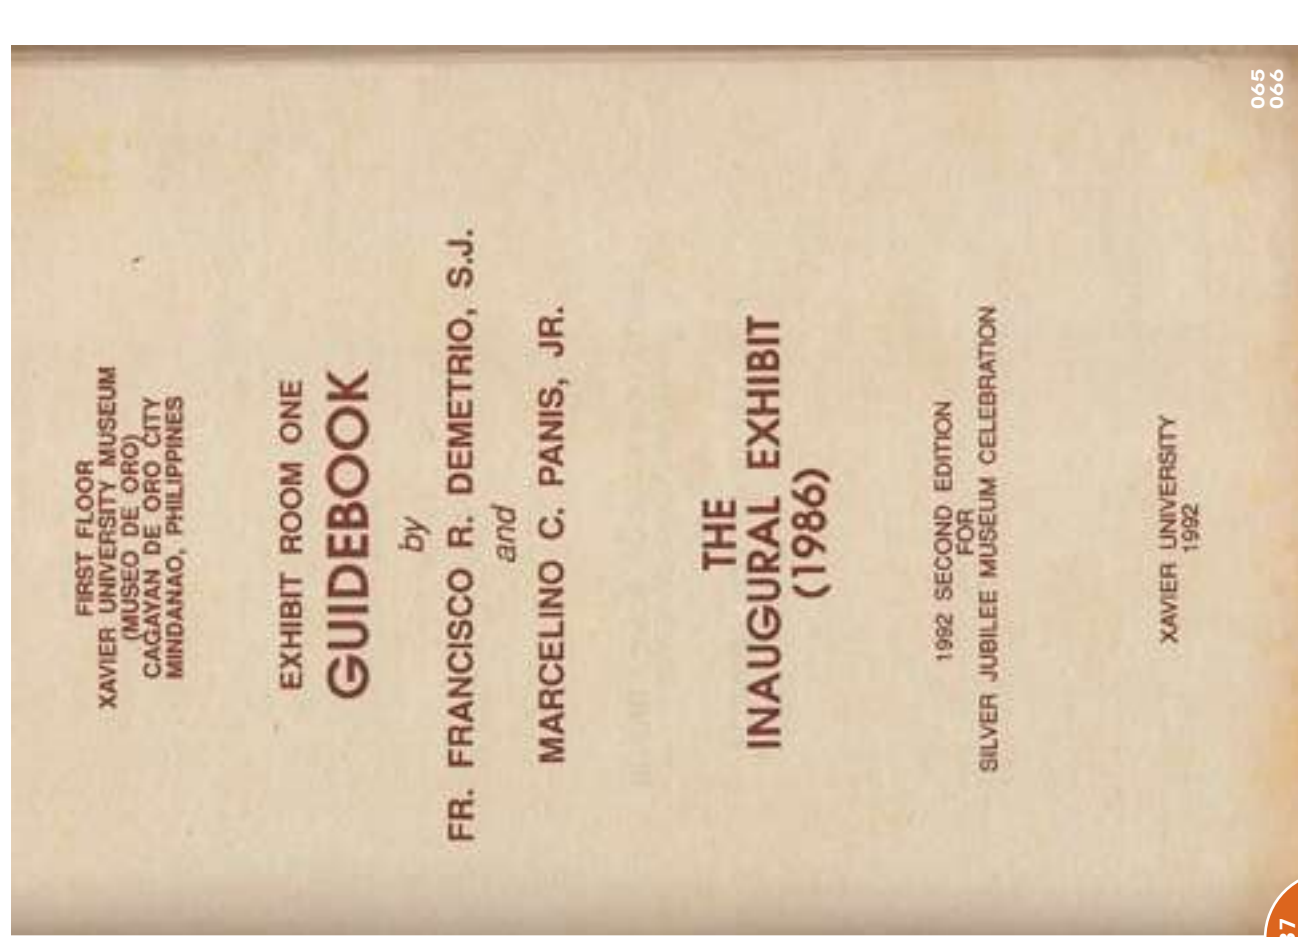 FIRST FLOOR
XAVIER UNIVERSITY MUSEUM
(MUSEO DE ORO)
CAGAYAN DE ORO CITY
MINDANAO, PHILIPPINES
EXHIBIT ROOM ONE
GUIDEBOOK
by
FR. FRANCISCO R. DEMETRIO, S.J.
and
MARCELINO C. PANIS, JR.
THE
INAUGURAL EXHIBIT
(1986)
1992 SECOND EDITION
FOR
SILVER JUBILEE MUSEUM CELEBRATION
XAVIER UNIVERSITY
1992
065
066